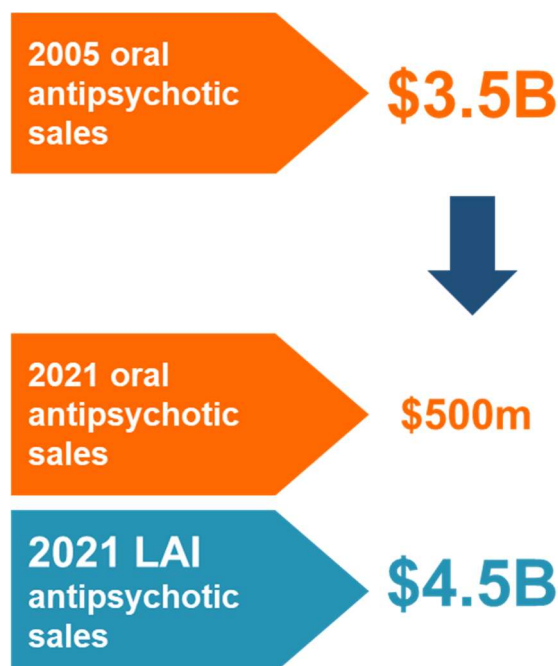 2005 oral
antipsychotic
sales
$3.5B
2021 oral
antipsychotic
sales
$500m
2021 LAI
antipsychotic
sales
$4.5B